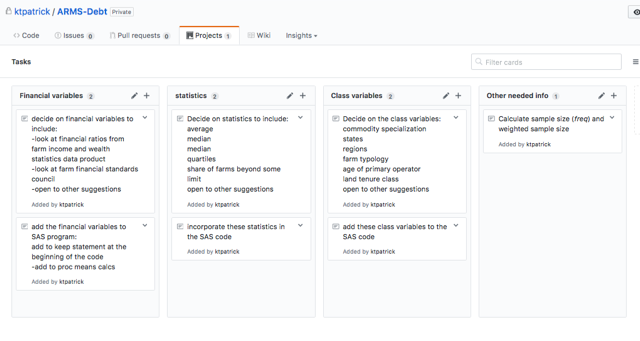 ktpatrick / ARMS-Debt Private
Code
Issues 0
Pull requests 0
Projects 1
Wiki
Insights
Tasks
Filter cards
Financial variables 2
decide on financial variables to
include:
-look at financial ratios from
farm income and wealth
statistics data product
-look at farm financial standards
council
-open to other suggestions
Added by ktpatrick
add the financial variables to
SAS program:
add to keep statement at the
beginning of the code
-add to proc means calcs
Added by ktpatrick
statistics 2
Decide on statistics to include:
average
median
median
quartiles
share of farms beyond some
limit
open to other suggestions
Added by ktpatrick
incorporate these statistics in
the SAS code
Added by ktpatrick
Class variables 2
Decide on the class variables:
commodity specialization
states
regions
farm typology
age of primary operator
land tenure class
open to other suggestions
Added by ktpatrick
add these class variables to the
SAS code
Added by ktpatrick
Other needed info 1
Calculate sample size (freq) and
weighted sample size
Added by ktpatrick